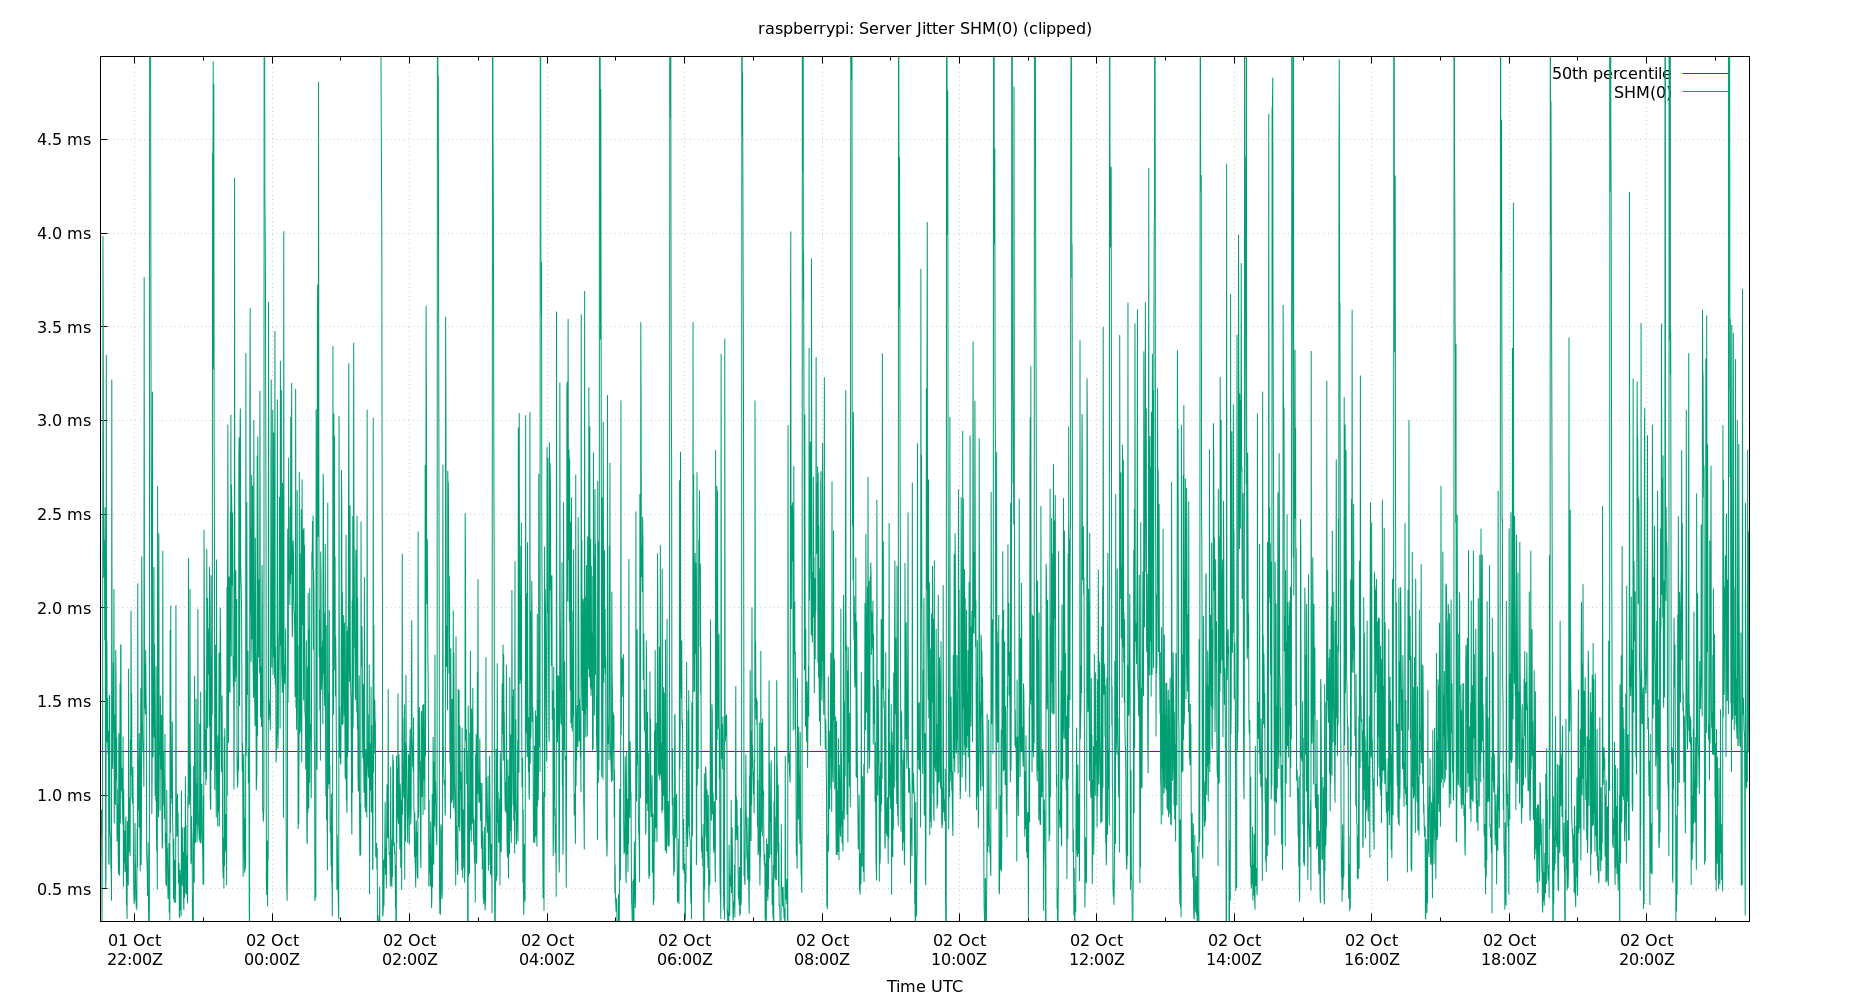 raspberrypi: Server Jitter SHM(0) (clipped)
50th percentile
SHM(0)
4.5 ms
4.0 ms
3.5 ms
3.0 ms
2.5 ms
2.0 ms
1.5 ms
1.0 ms
0.5 ms
01 Oct 02 Oct 02 Oct 02 Oct 02 Oct 02 Oct 02 Oct 02 Oct 02 Oct 02 Oct 02 Oct 02 Oct
22:00Z 00:00Z 02:00Z 04:00Z 06:00Z 08:00Z 10:00Z 12:00Z 14:00Z 16:00Z 18:00Z 20:00Z
Time UTC